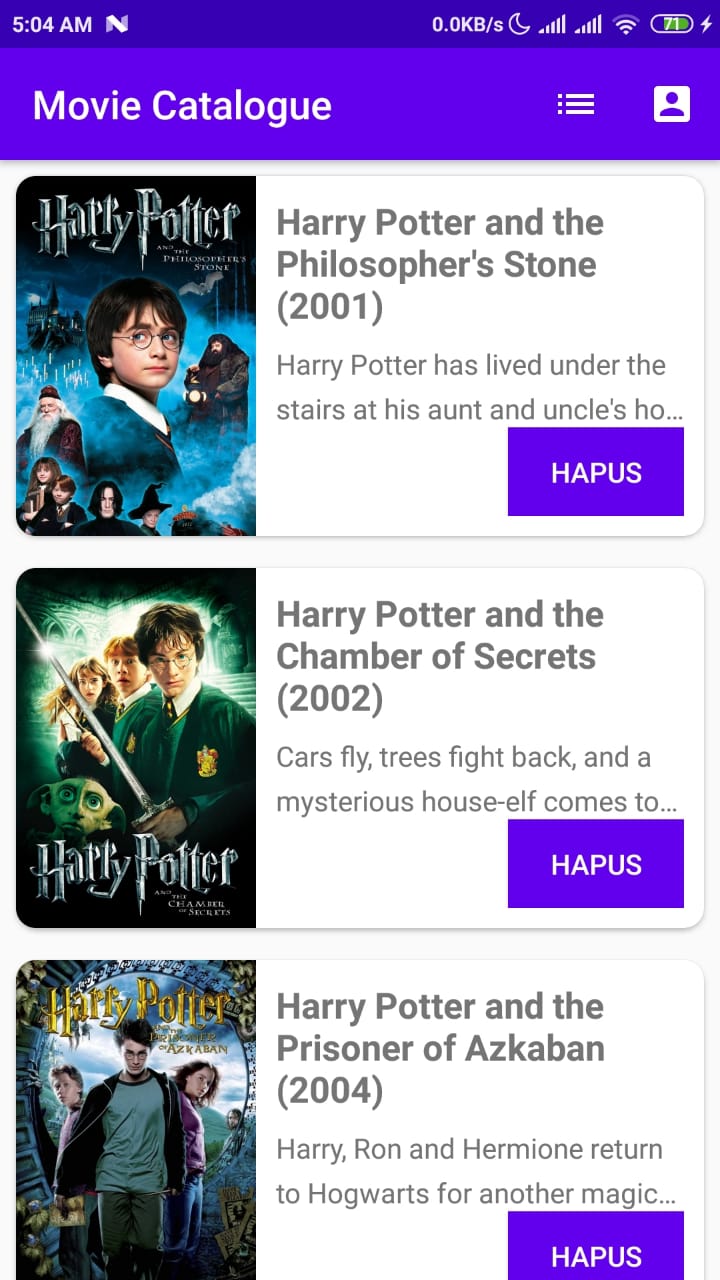 5:04 AM 0.0KB/s 71
Movie Catalogue
Harry Potter
AND THE
PHILOSOPHER'S
STONE
Harry Potter and the
Philosopher's Stone
(2001)
Harry Potter has lived under the
stairs at his aunt and uncle's ho…
HAPUS
Harry Potter
AND THE
CHAMBER
OF SECRETS
Harry Potter and the
Chamber of Secrets
(2002)
Cars fly, trees fight back, and a
mysterious house-elf comes to…
HAPUS
Harry Potter
AND THE
PRISONER
OF AZKABAN
Harry Potter and the
Prisoner of Azkaban
(2004)
Harry, Ron and Hermione return
to Hogwarts for another magic…
HAPUS